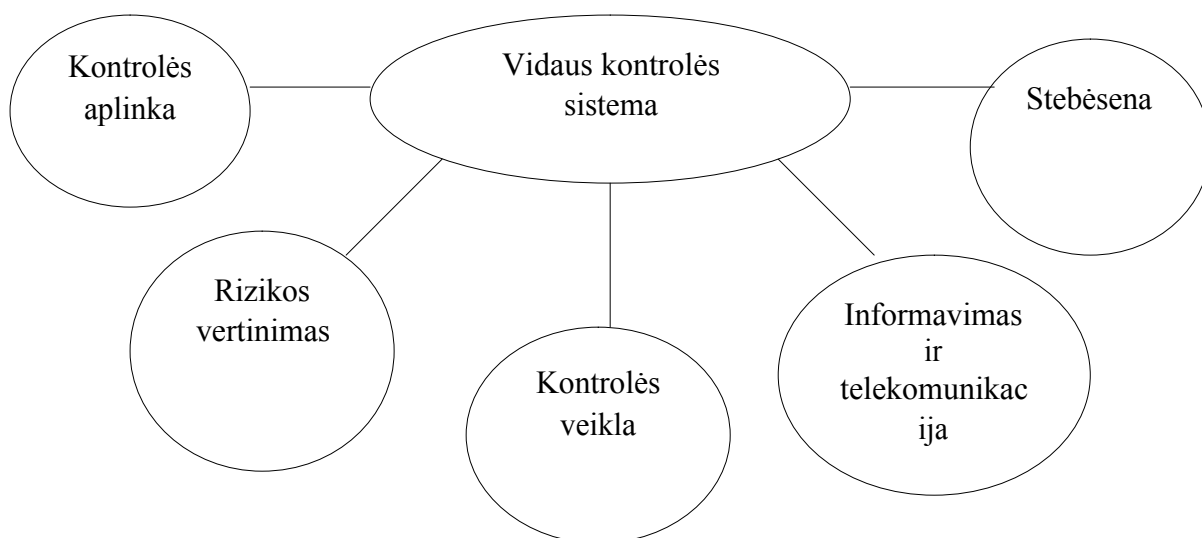 Kontrolės
aplinka
Vidaus kontrolės
sistema
Stebėsena
Rizikos
vertinimas
Kontrolės
veikla
Informavimas
ir
telekomunikac
ija